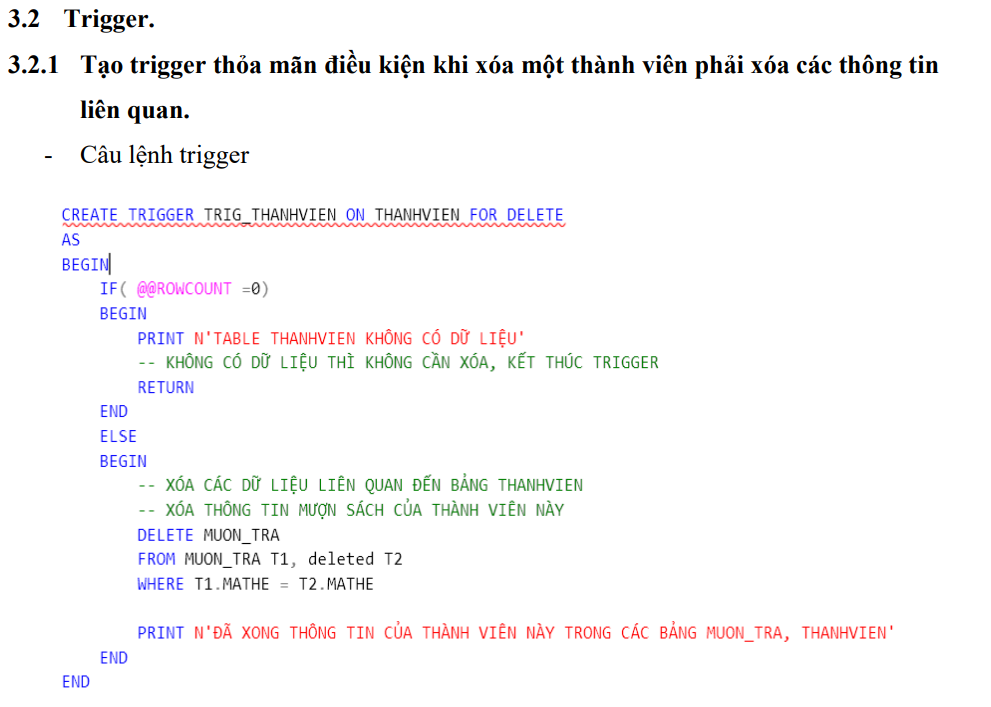 3.2 Trigger.
3.2.1 Tạo trigger thỏa mãn điều kiện khi xóa một thành viên phải xóa các thông tin
liên quan.
- Câu lệnh trigger
CREATE TRIGGER TRIG_THANHVIEN ON THANHVIEN FOR DELETE
AS
BEGIN
IF( @@ROWCOUNT =0)
BEGIN
PRINT N'TABLE THANHVIEN KHÔNG CÓ DỮ LIỆU'
-- KHÔNG CÓ DỮ LIỆU THÌ KHÔNG CẦN XÓA, KẾT THÚC TRIGGER
RETURN
END
ELSE
BEGIN
-- XÓA CÁC DỮ LIỆU LIÊN QUAN ĐẾN BẢNG THANHVIEN
-- XÓA THÔNG TIN MƯỢN SÁCH CỦA THÀNH VIÊN NÀY
DELETE MUON_TRA
FROM MUON_TRA T1, deleted T2
WHERE T1.MATHE = T2.MATHE
PRINT N'ĐÃ XONG THÔNG TIN CỦA THÀNH VIÊN NÀY TRONG CÁC BẢNG MUON_TRA, THANHVIEN'
END
END